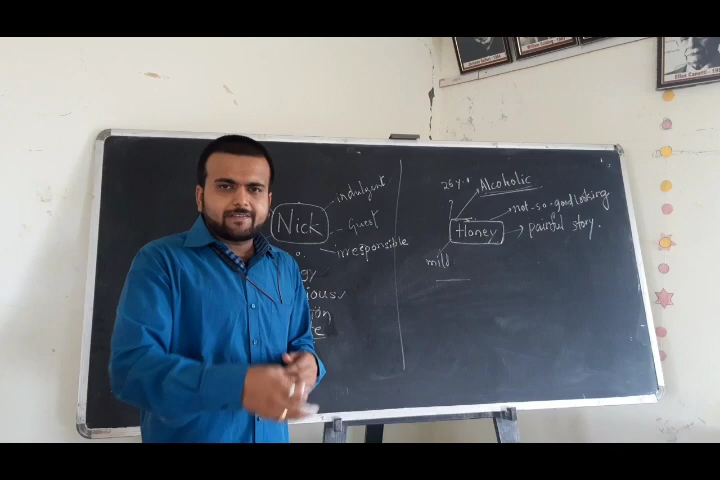 indulgent
Nick
Guest
irresponsible
26 y.
Alcoholic
not-so-good looking
Honey
painful story.
mild